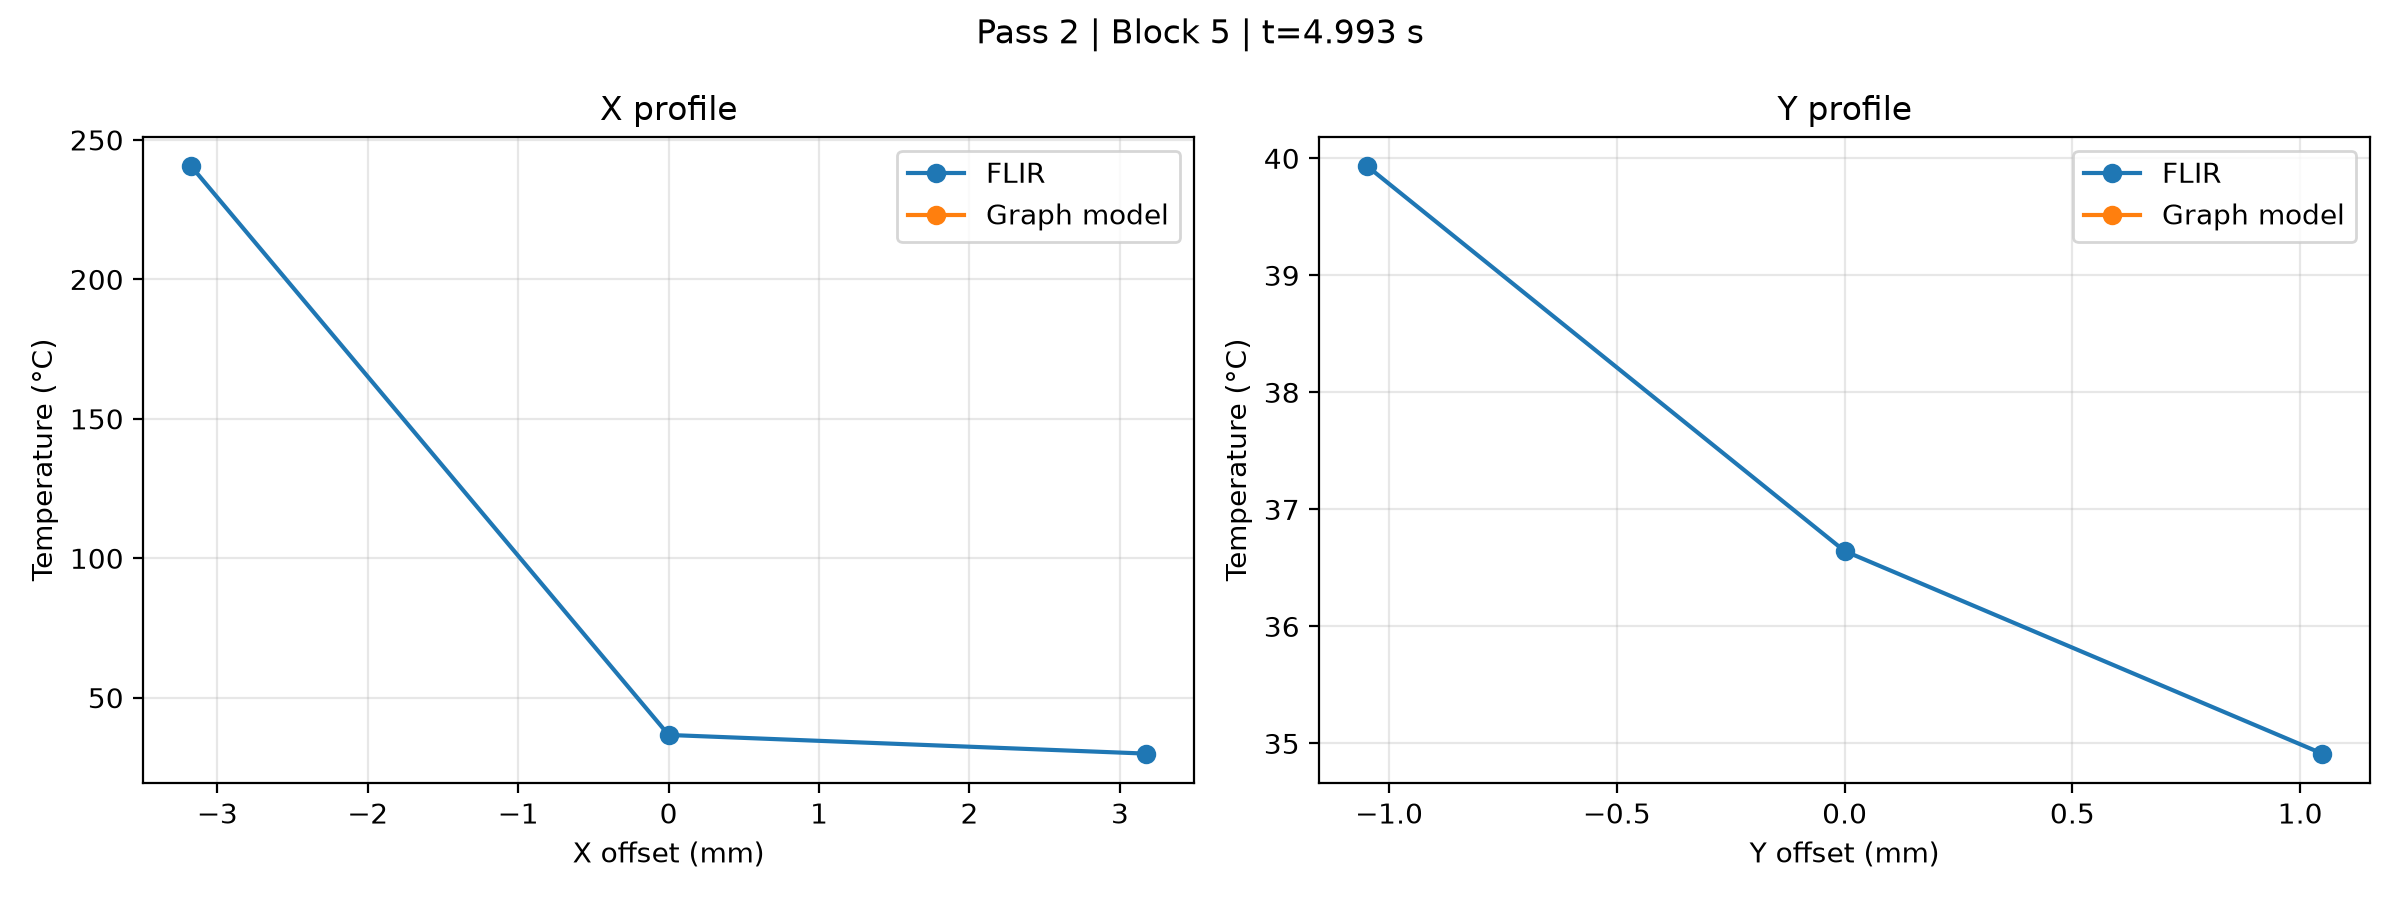 Pass 2 | Block 5 | t=4.993 s
X profile
250
200
150
100
50
Temperature (°C)
FLIR
Graph model
−3
−2
−1
0
1
2
3
X offset (mm)
Y profile
40
39
38
37
36
35
Temperature (°C)
FLIR
Graph model
−1.0
−0.5
0.0
0.5
1.0
Y offset (mm)